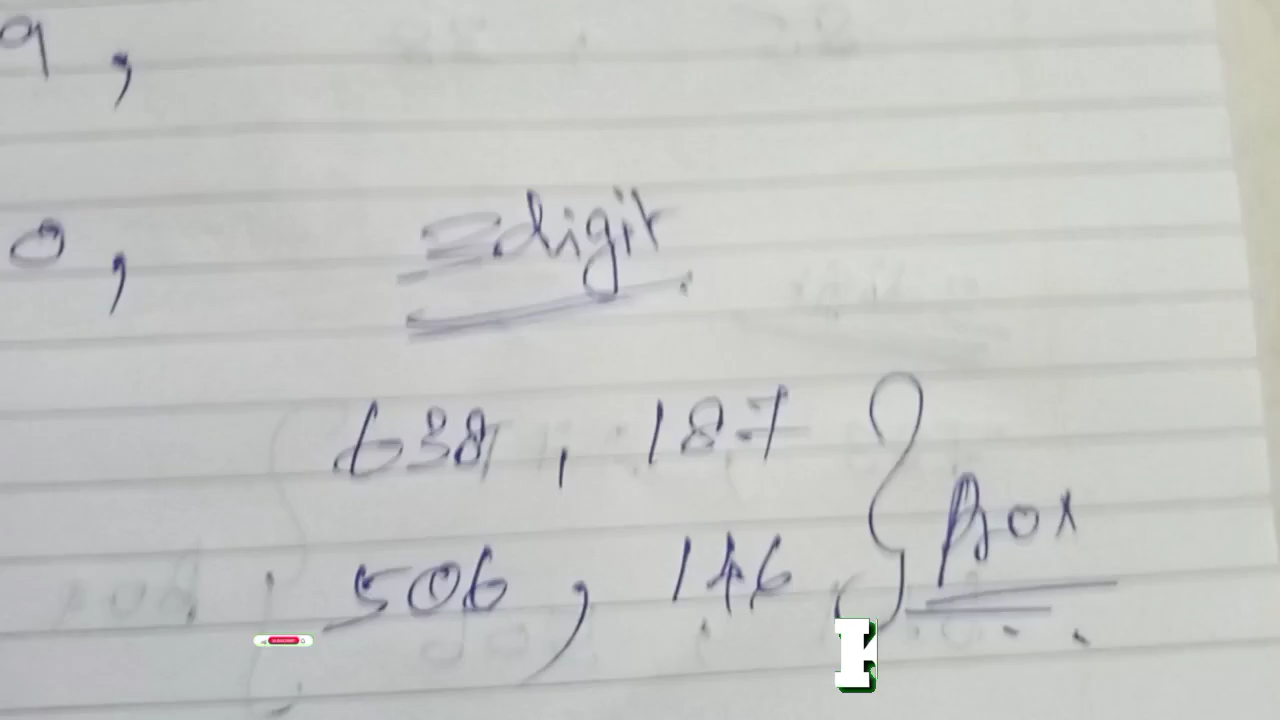 9,
0,
3digit
638, 187
506, 146
Box